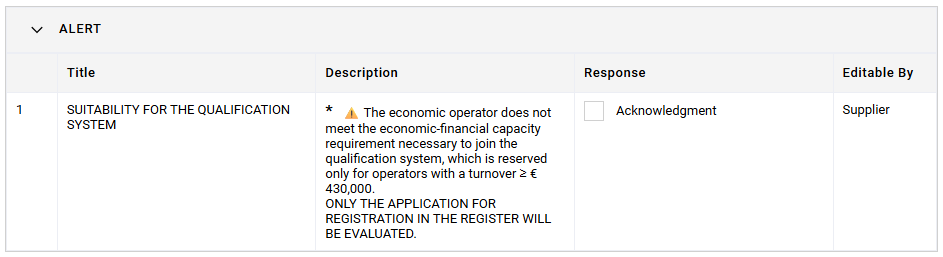 ALERT
Title Description Response Editable By
1 SUITABILITY FOR THE QUALIFICATION SYSTEM
* ⚠ The economic operator does not
meet the economic-financial capacity
requirement necessary to join the
qualification system, which is reserved
only for operators with a turnover ≥ €
430,000.
ONLY THE APPLICATION FOR
REGISTRATION IN THE REGISTER WILL
BE EVALUATED.
Acknowledgment
Supplier